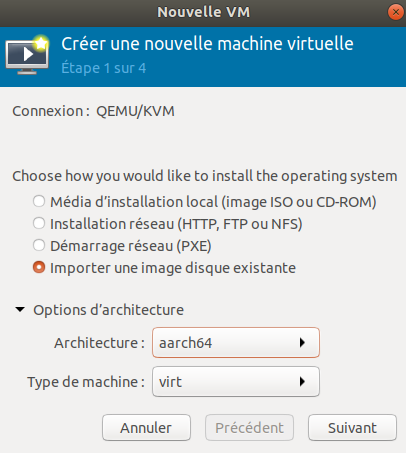 Nouvelle VM
Créer une nouvelle machine virtuelle
Étape 1 sur 4
Connexion : QEMU/KVM
Choose how you would like to install the operating system
Média d'installation local (image ISO ou CD-ROM)
Installation réseau (HTTP, FTP ou NFS)
Démarrage réseau (PXE)
Importer une image disque existante
Options d'architecture
Architecture : aarch64
Type de machine : virt
Annuler Précédent Suivant